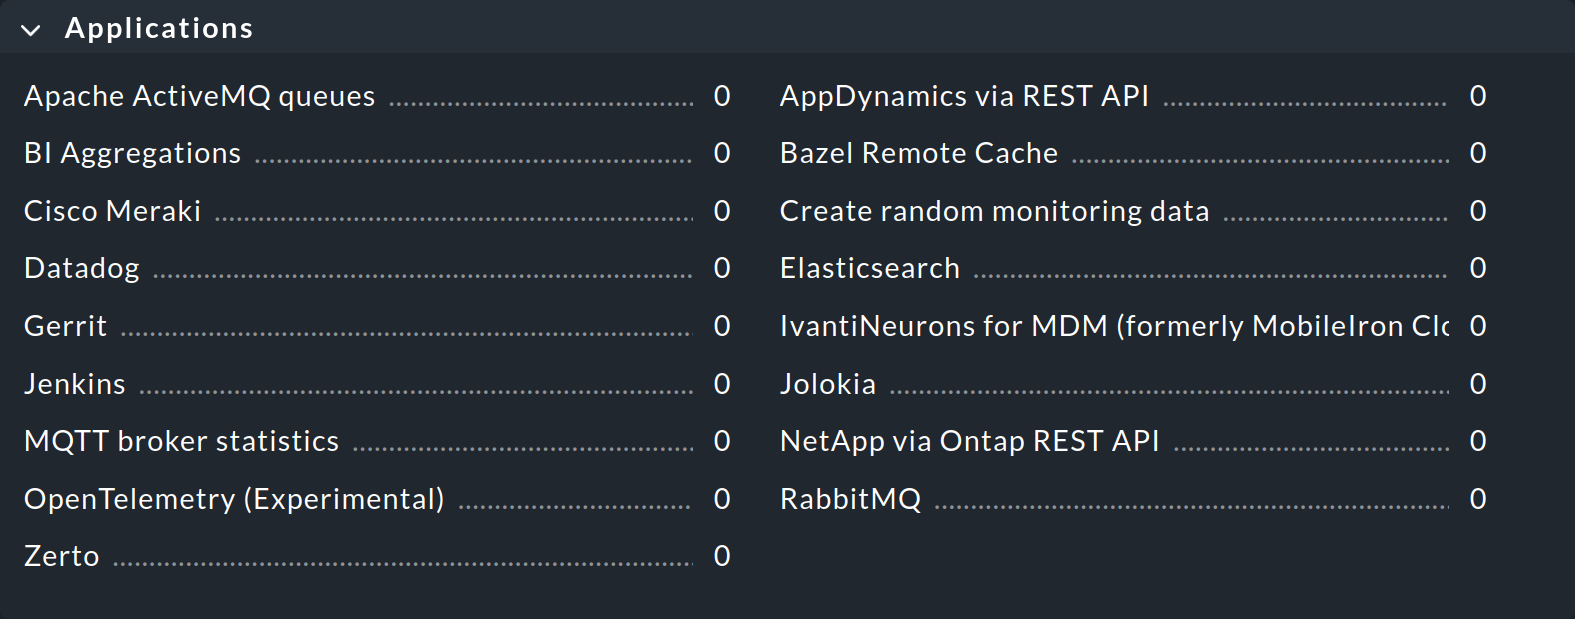 Applications
Apache ActiveMQ queues 0 AppDynamics via REST API 0
BI Aggregations 0 Bazel Remote Cache 0
Cisco Meraki 0 Create random monitoring data 0
Datadog 0 Elasticsearch 0
Gerrit 0 IvantiNeurons for MDM (formerly MobileIron Clo 0
Jenkins 0 Jolokia 0
MQTT broker statistics 0 NetApp via Ontap REST API 0
OpenTelemetry (Experimental) 0 RabbitMQ 0
Zerto 0